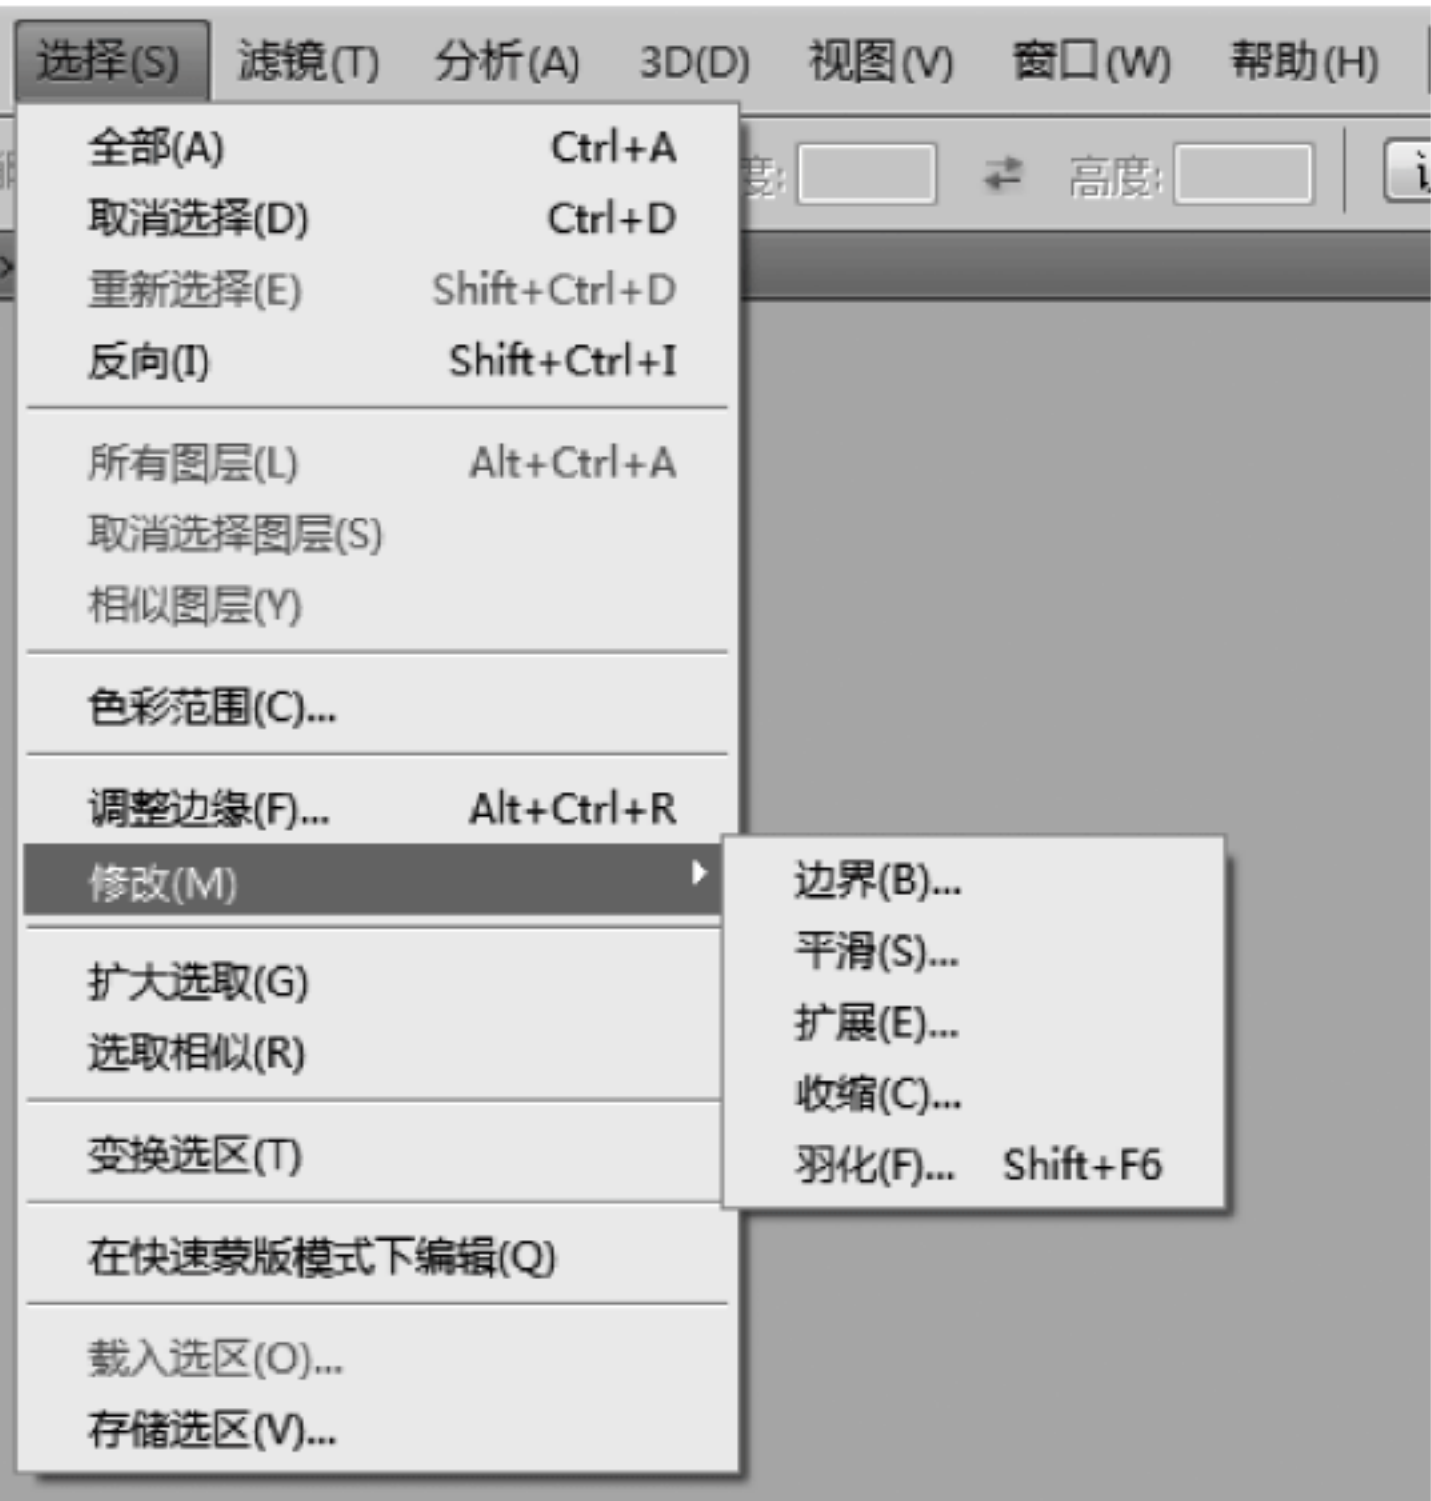 选择(S) 滤镜(T) 分析(A) 3D(D) 视图(V) 窗口(W) 帮助(H)
度: 高度:
全部(A) Ctrl+A
取消选择(D) Ctrl+D
重新选择(E) Shift+Ctrl+D
反向(I) Shift+Ctrl+I
所有图层(L) Alt+Ctrl+A
取消选择图层(S)
相似图层(Y)
色彩范围(C)...
调整边缘(F)... Alt+Ctrl+R
修改(M)
边界(B)...
平滑(S)...
扩展(E)...
收缩(C)...
羽化(F)... Shift+F6
扩大选取(G)
选取相似(R)
变换选区(T)
在快速蒙版模式下编辑(Q)
载入选区(O)...
存储选区(V)...